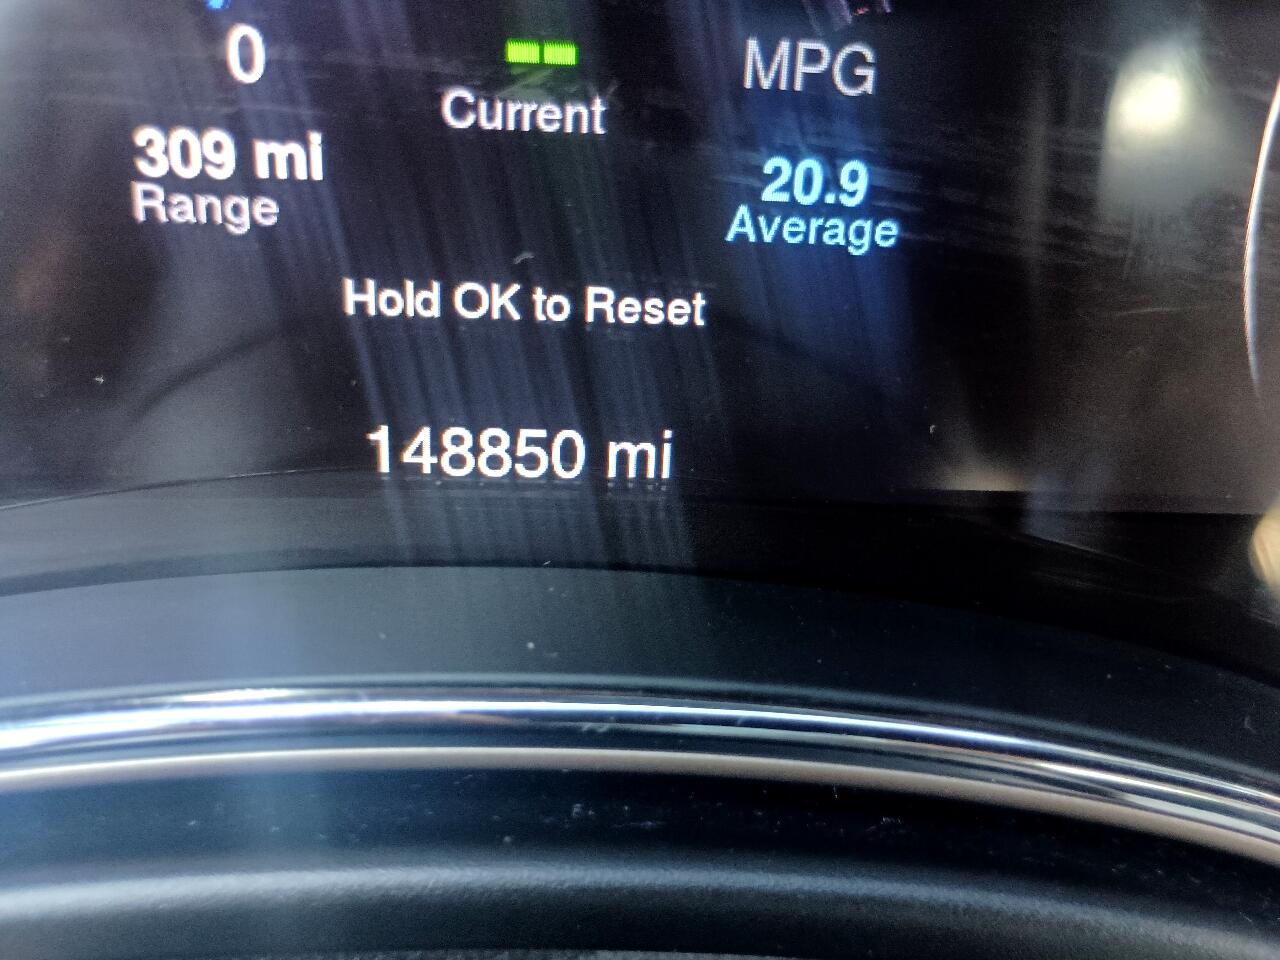 0
MPG
Current
309 mi
Range
20.9
Average
Hold OK to Reset
148850 mi